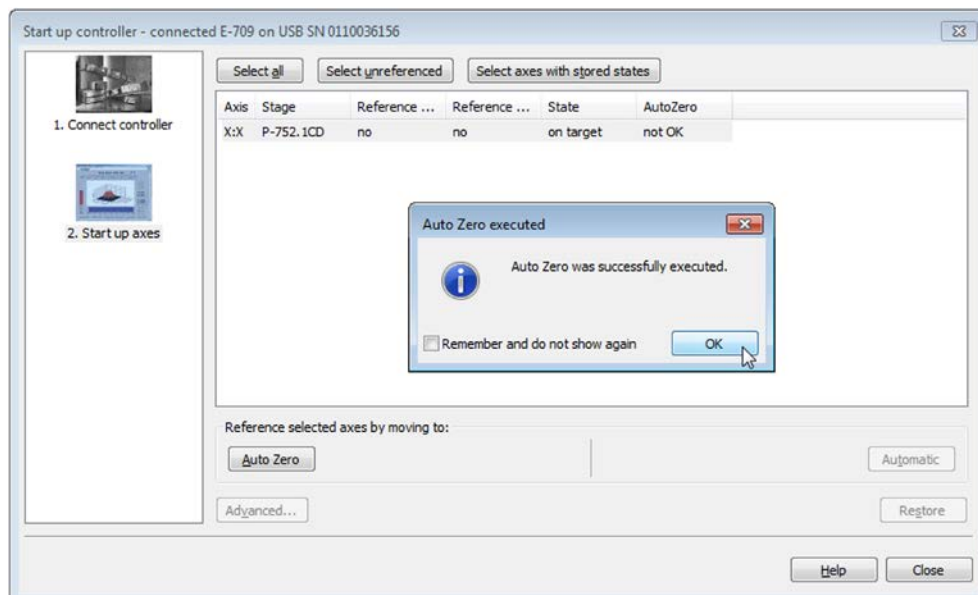 Start up controller - connected E-709 on USB SN 0110036156
1. Connect controller
2. Start up axes
Select all Select unreferenced Select axes with stored states
Axis Stage Reference ... Reference ... State AutoZero
X:X P-752.1CD no no on target not OK
Auto Zero executed
Auto Zero was successfully executed.
Remember and do not show again OK
Reference selected axes by moving to:
Auto Zero Automatic
Advanced... Restore
Help Close